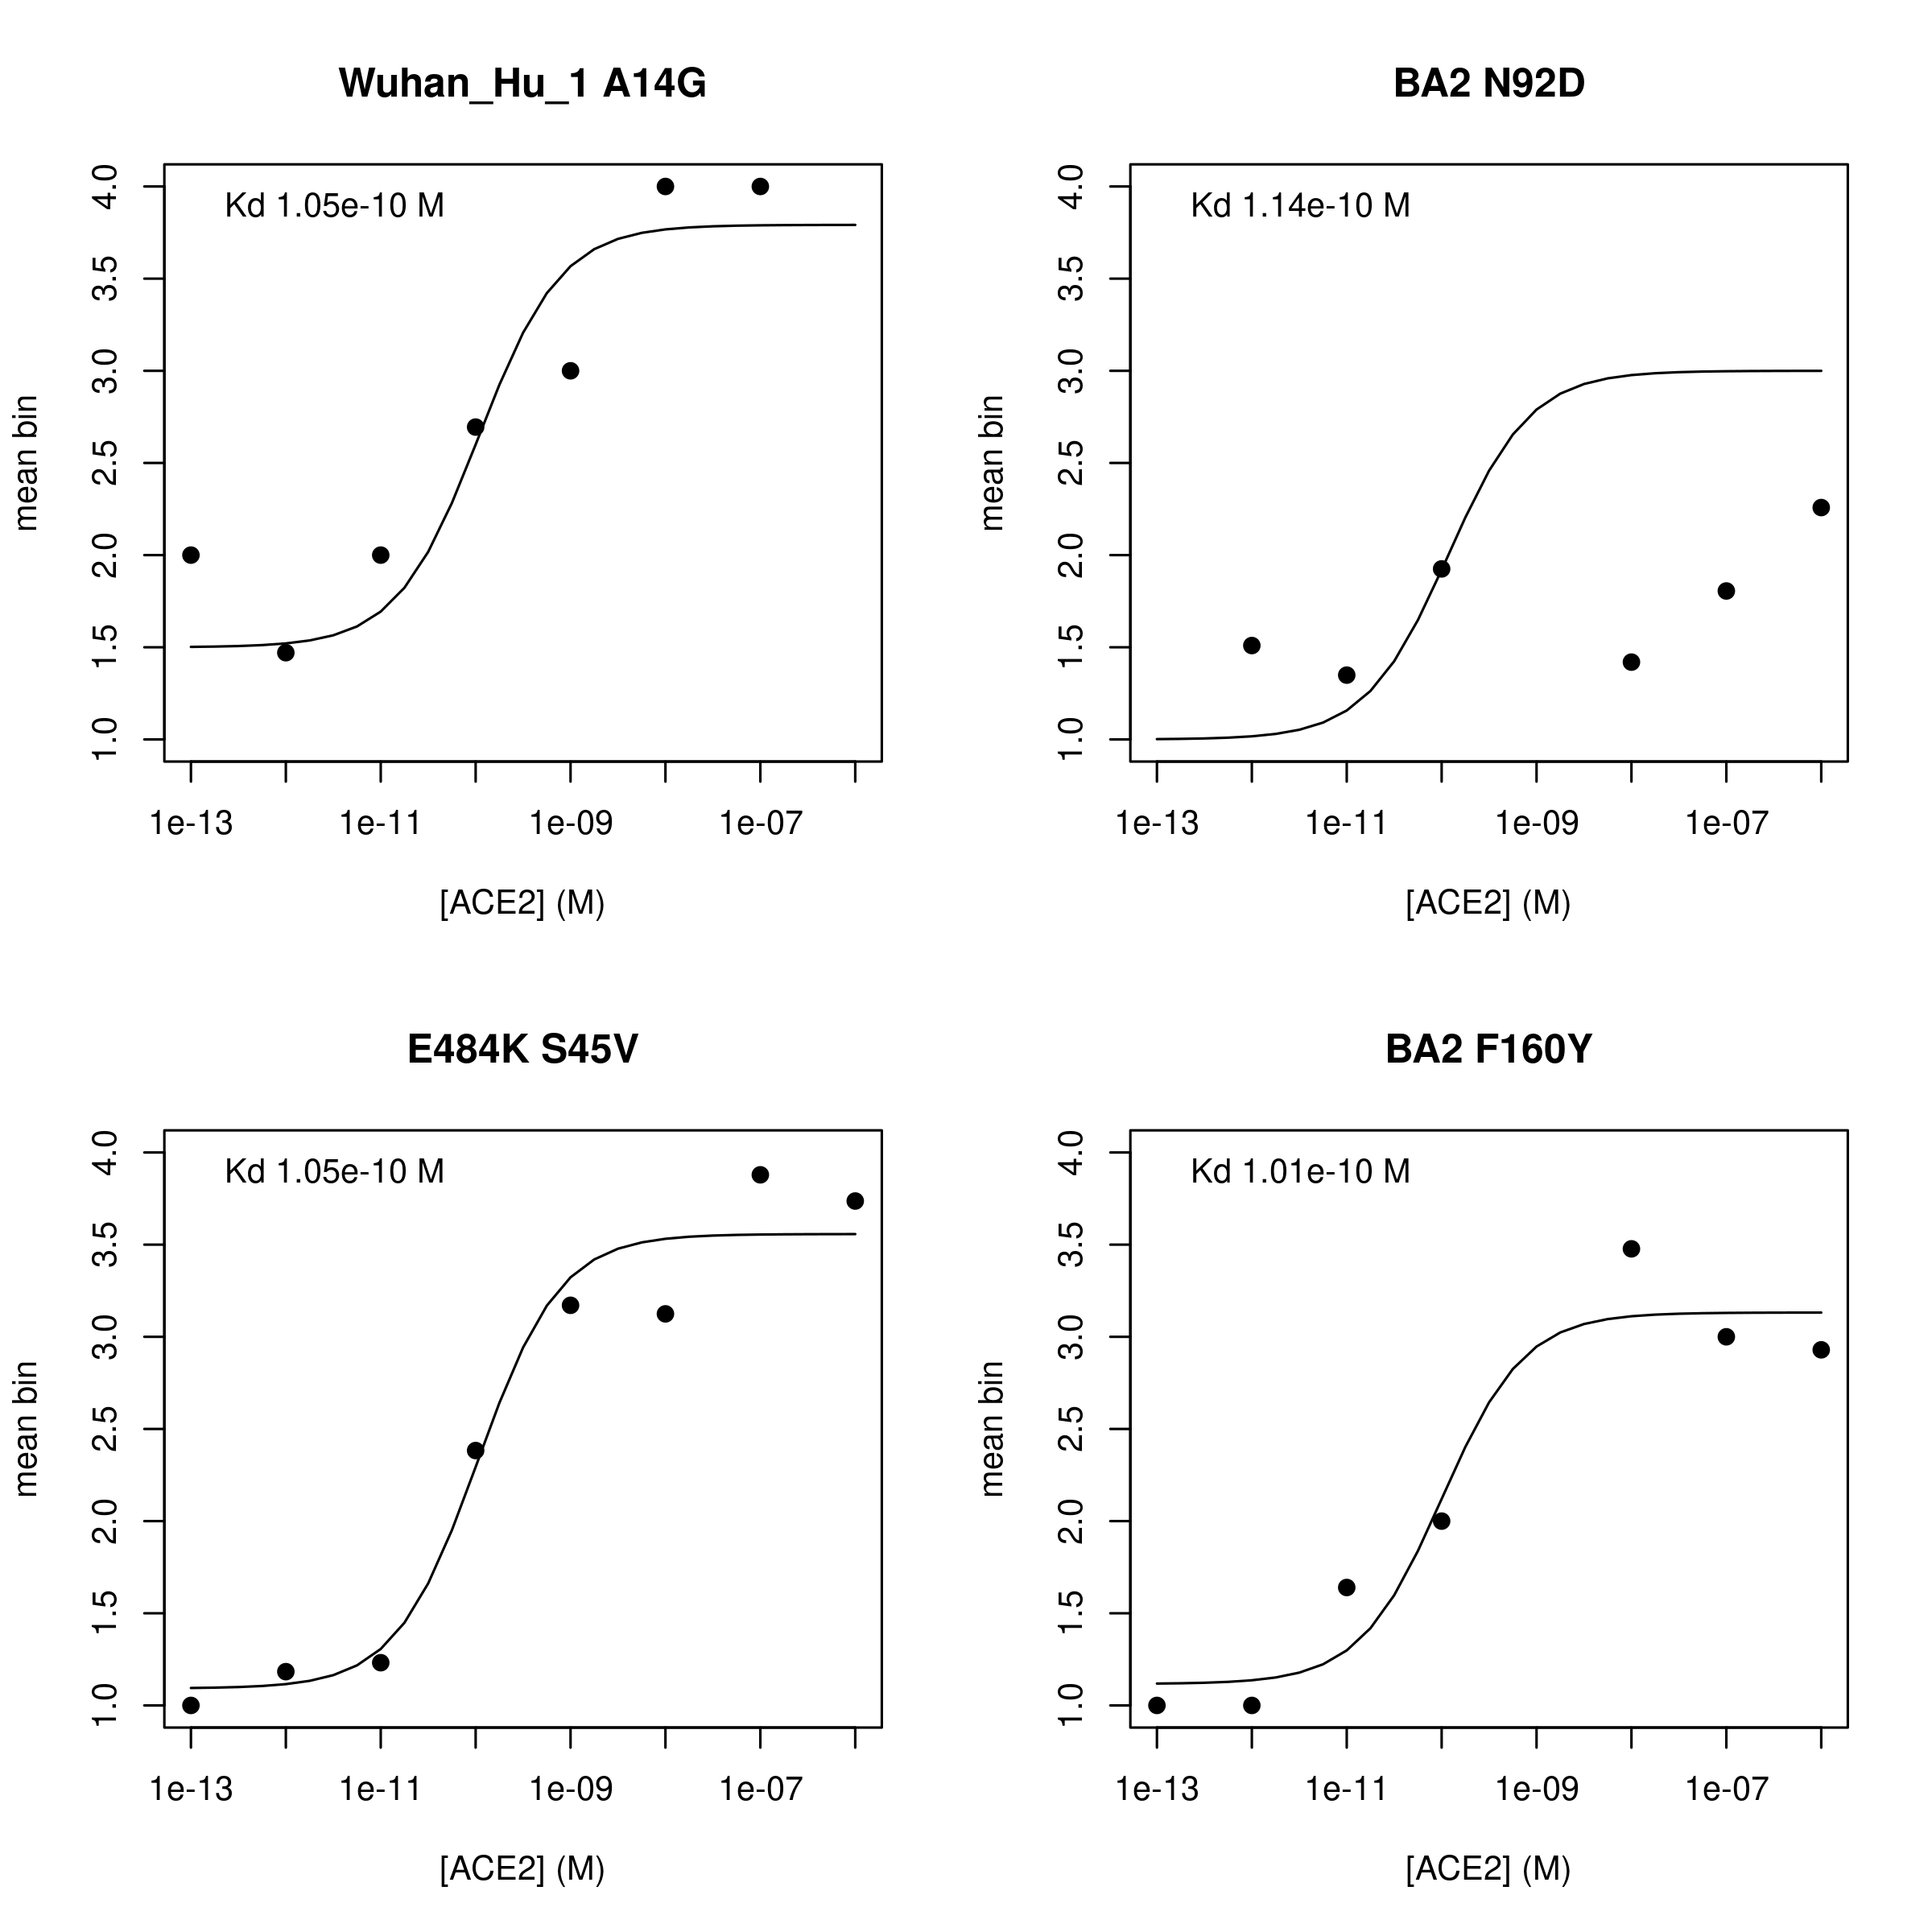 Wuhan_Hu_1 A14G
Kd 1.05e-10 M
mean bin
4.0
3.5
3.0
2.5
2.0
1.5
1.0
1e-13 1e-11 1e-09 1e-07
[ACE2] (M)
BA2 N92D
Kd 1.14e-10 M
mean bin
4.0
3.5
3.0
2.5
2.0
1.5
1.0
1e-13 1e-11 1e-09 1e-07
[ACE2] (M)
E484K S45V
Kd 1.05e-10 M
mean bin
4.0
3.5
3.0
2.5
2.0
1.5
1.0
1e-13 1e-11 1e-09 1e-07
[ACE2] (M)
BA2 F160Y
Kd 1.01e-10 M
mean bin
4.0
3.5
3.0
2.5
2.0
1.5
1.0
1e-13 1e-11 1e-09 1e-07
[ACE2] (M)